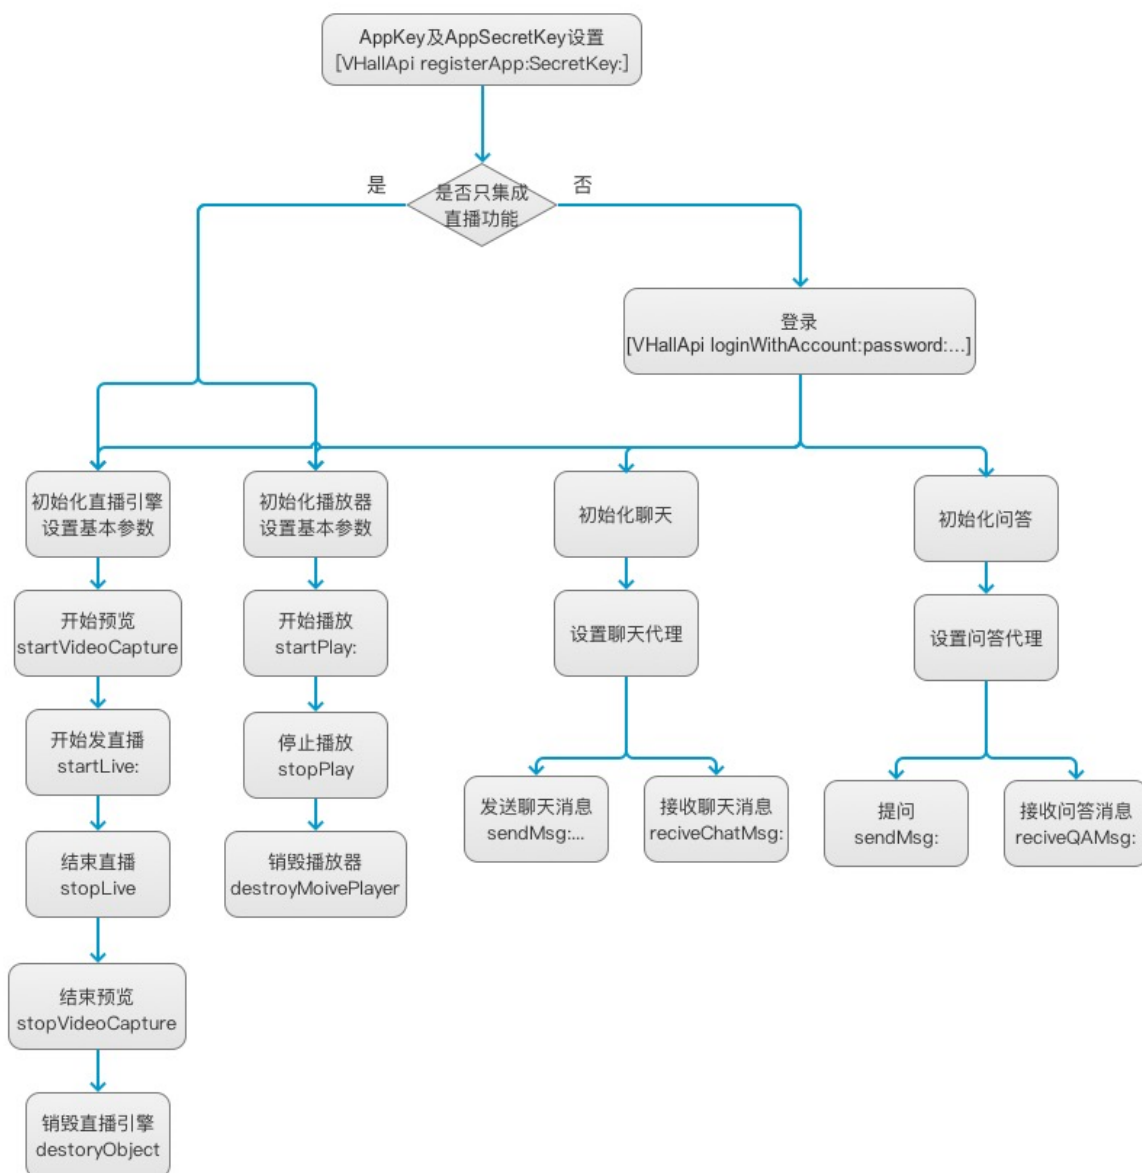 AppKey及AppSecretKey设置
[VHallApi registerApp:SecretKey:]
是
是否只集成
直播功能
否
登录
[VHallApi loginWithAccount:password:...]
初始化直播引擎
设置基本参数
初始化播放器
设置基本参数
初始化聊天
初始化问答
开始预览
startVideoCapture
开始播放
startPlay:
设置聊天代理
设置问答代理
开始发直播
startLive:
停止播放
stopPlay
发送聊天消息
sendMsg:...
接收聊天消息
reciveChatMsg:
提问
sendMsg:
接收问答消息
reciveQAMsg:
结束直播
stopLive
销毁播放器
destroyMoivePlayer
结束预览
stopVideoCapture
销毁直播引擎
destoryObject